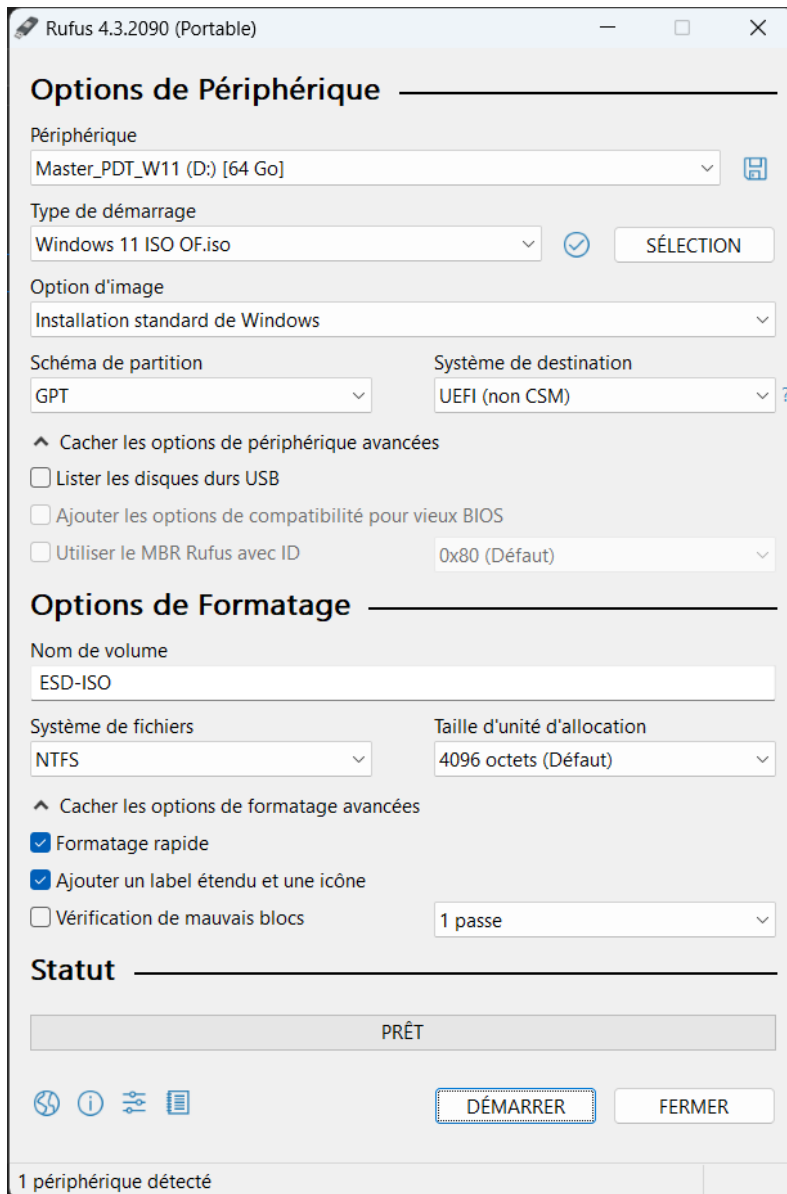 Rufus 4.3.2090 (Portable)
Options de Périphérique
Périphérique
Master_PDT_W11 (D:) [64 Go]
Type de démarrage
Windows 11 ISO OF.iso
SÉLECTION
Option d'image
Installation standard de Windows
Schéma de partition
Système de destination
GPT
UEFI (non CSM)
?
Cacher les options de périphérique avancées
Lister les disques durs USB
Ajouter les options de compatibilité pour vieux BIOS
Utiliser le MBR Rufus avec ID
0x80 (Défaut)
Options de Formatage
Nom de volume
ESD-ISO
Système de fichiers
Taille d'unité d'allocation
NTFS
4096 octets (Défaut)
Cacher les options de formatage avancées
Formatage rapide
Ajouter un label étendu et une icône
Vérification de mauvais blocs
1 passe
Statut
PRÊT
DÉMARRER
FERMER
1 périphérique détecté